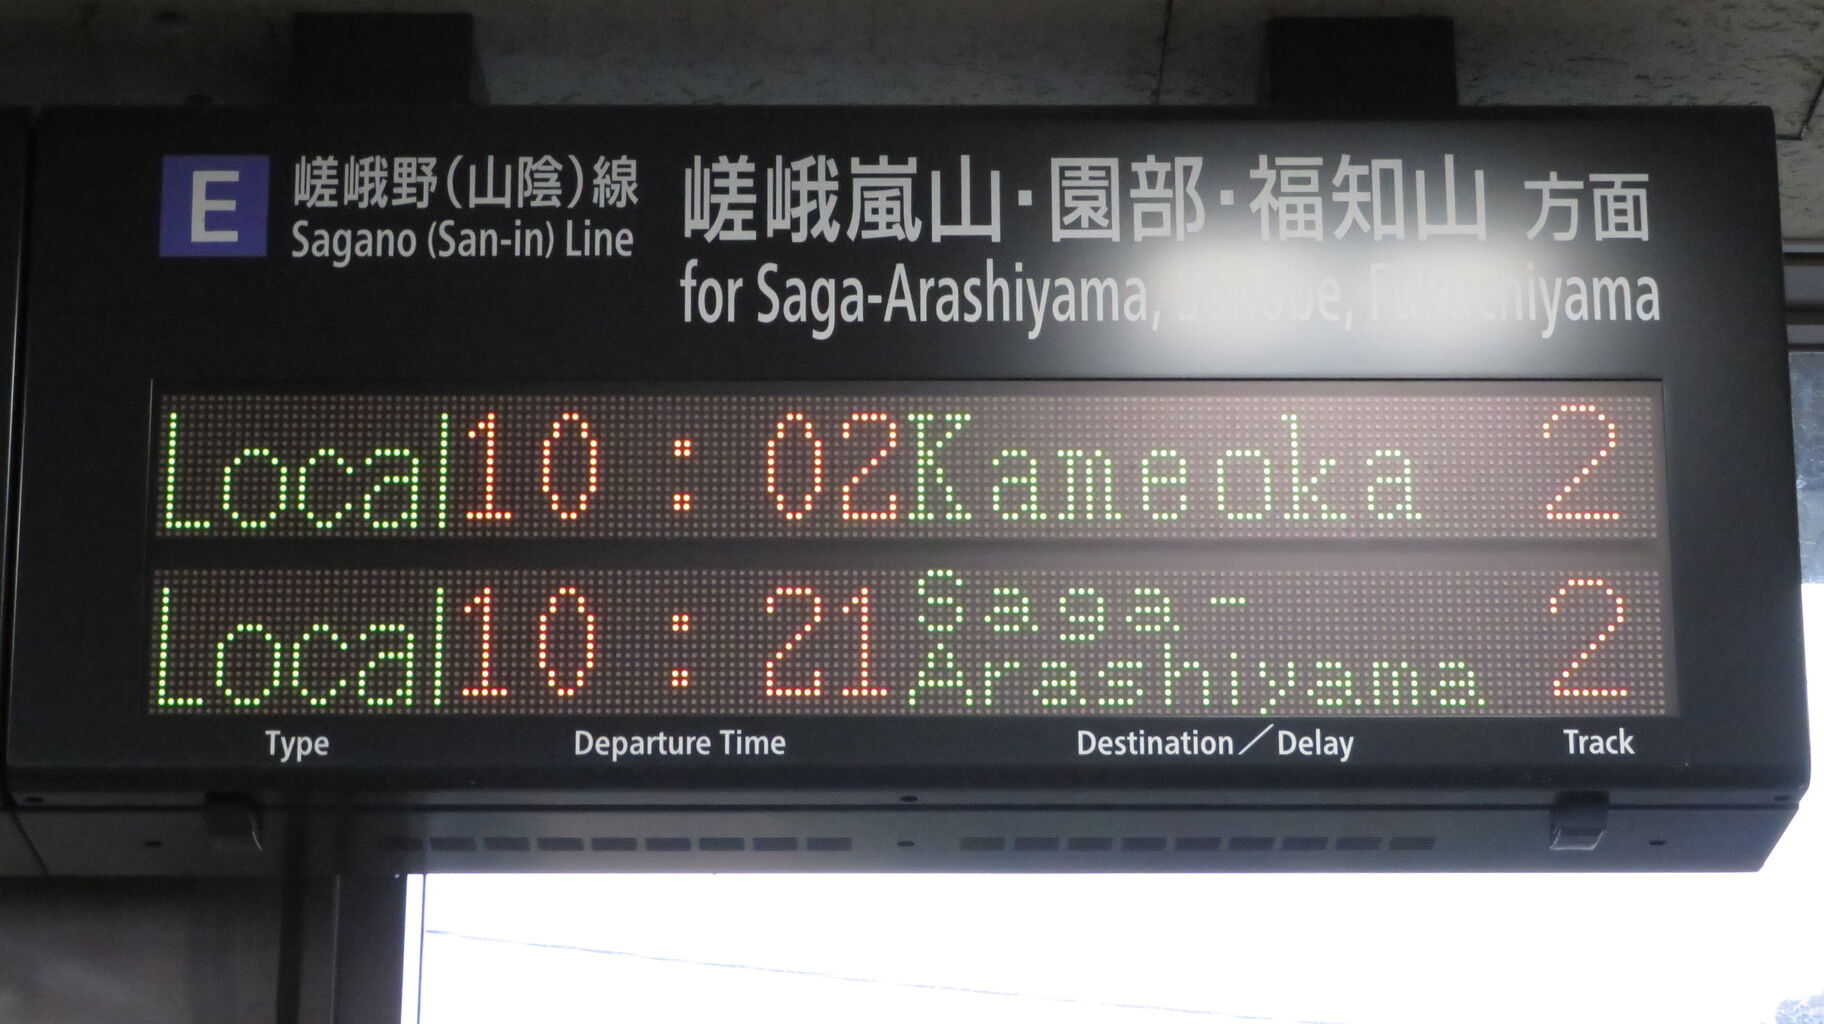 E
嵯峨野(山陰)線
Sagano (San-in) Line
嵯峨嵐山・園部・福知山 方面
for Saga-Arashiyama, Sonobe, Fukuchiyama
Local 10:02 Kameoka 2
Local 10:21 Saga-Arashiyama 2
Type Departure Time Destination／Delay Track